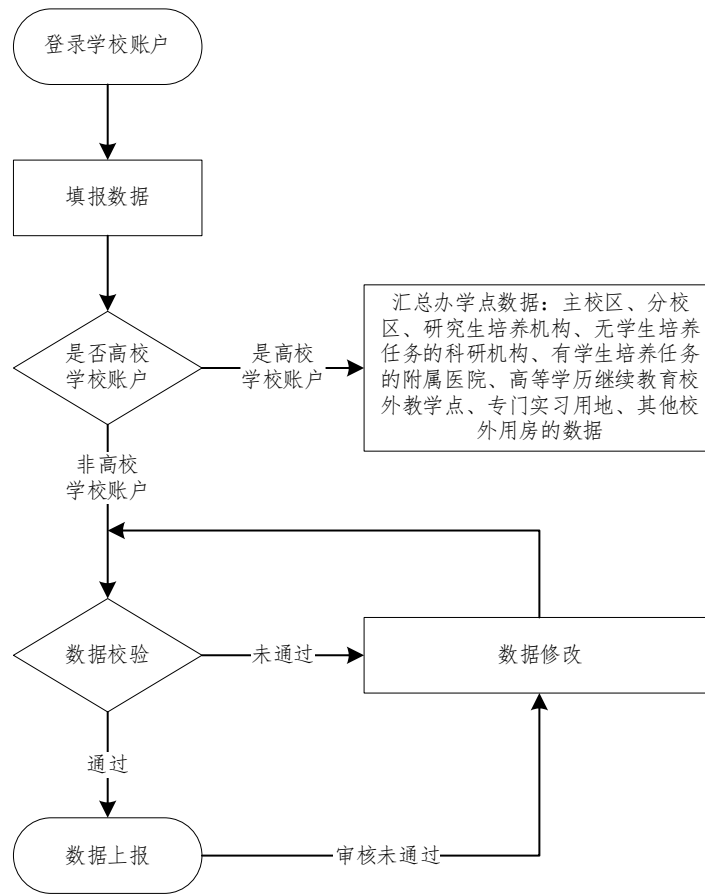 登录学校账户
填报数据
是否高校
学校账户
是高校
学校账户
汇总办学点数据：主校区、分校
区、研究生培养机构、无学生培养
任务的科研机构、有学生培养任务
的附属医院、高等学历继续教育校
外教学点、专门实习用地、其他校
外用房的数据
非高校
学校账户
数据校验
未通过
数据修改
通过
数据上报
审核未通过